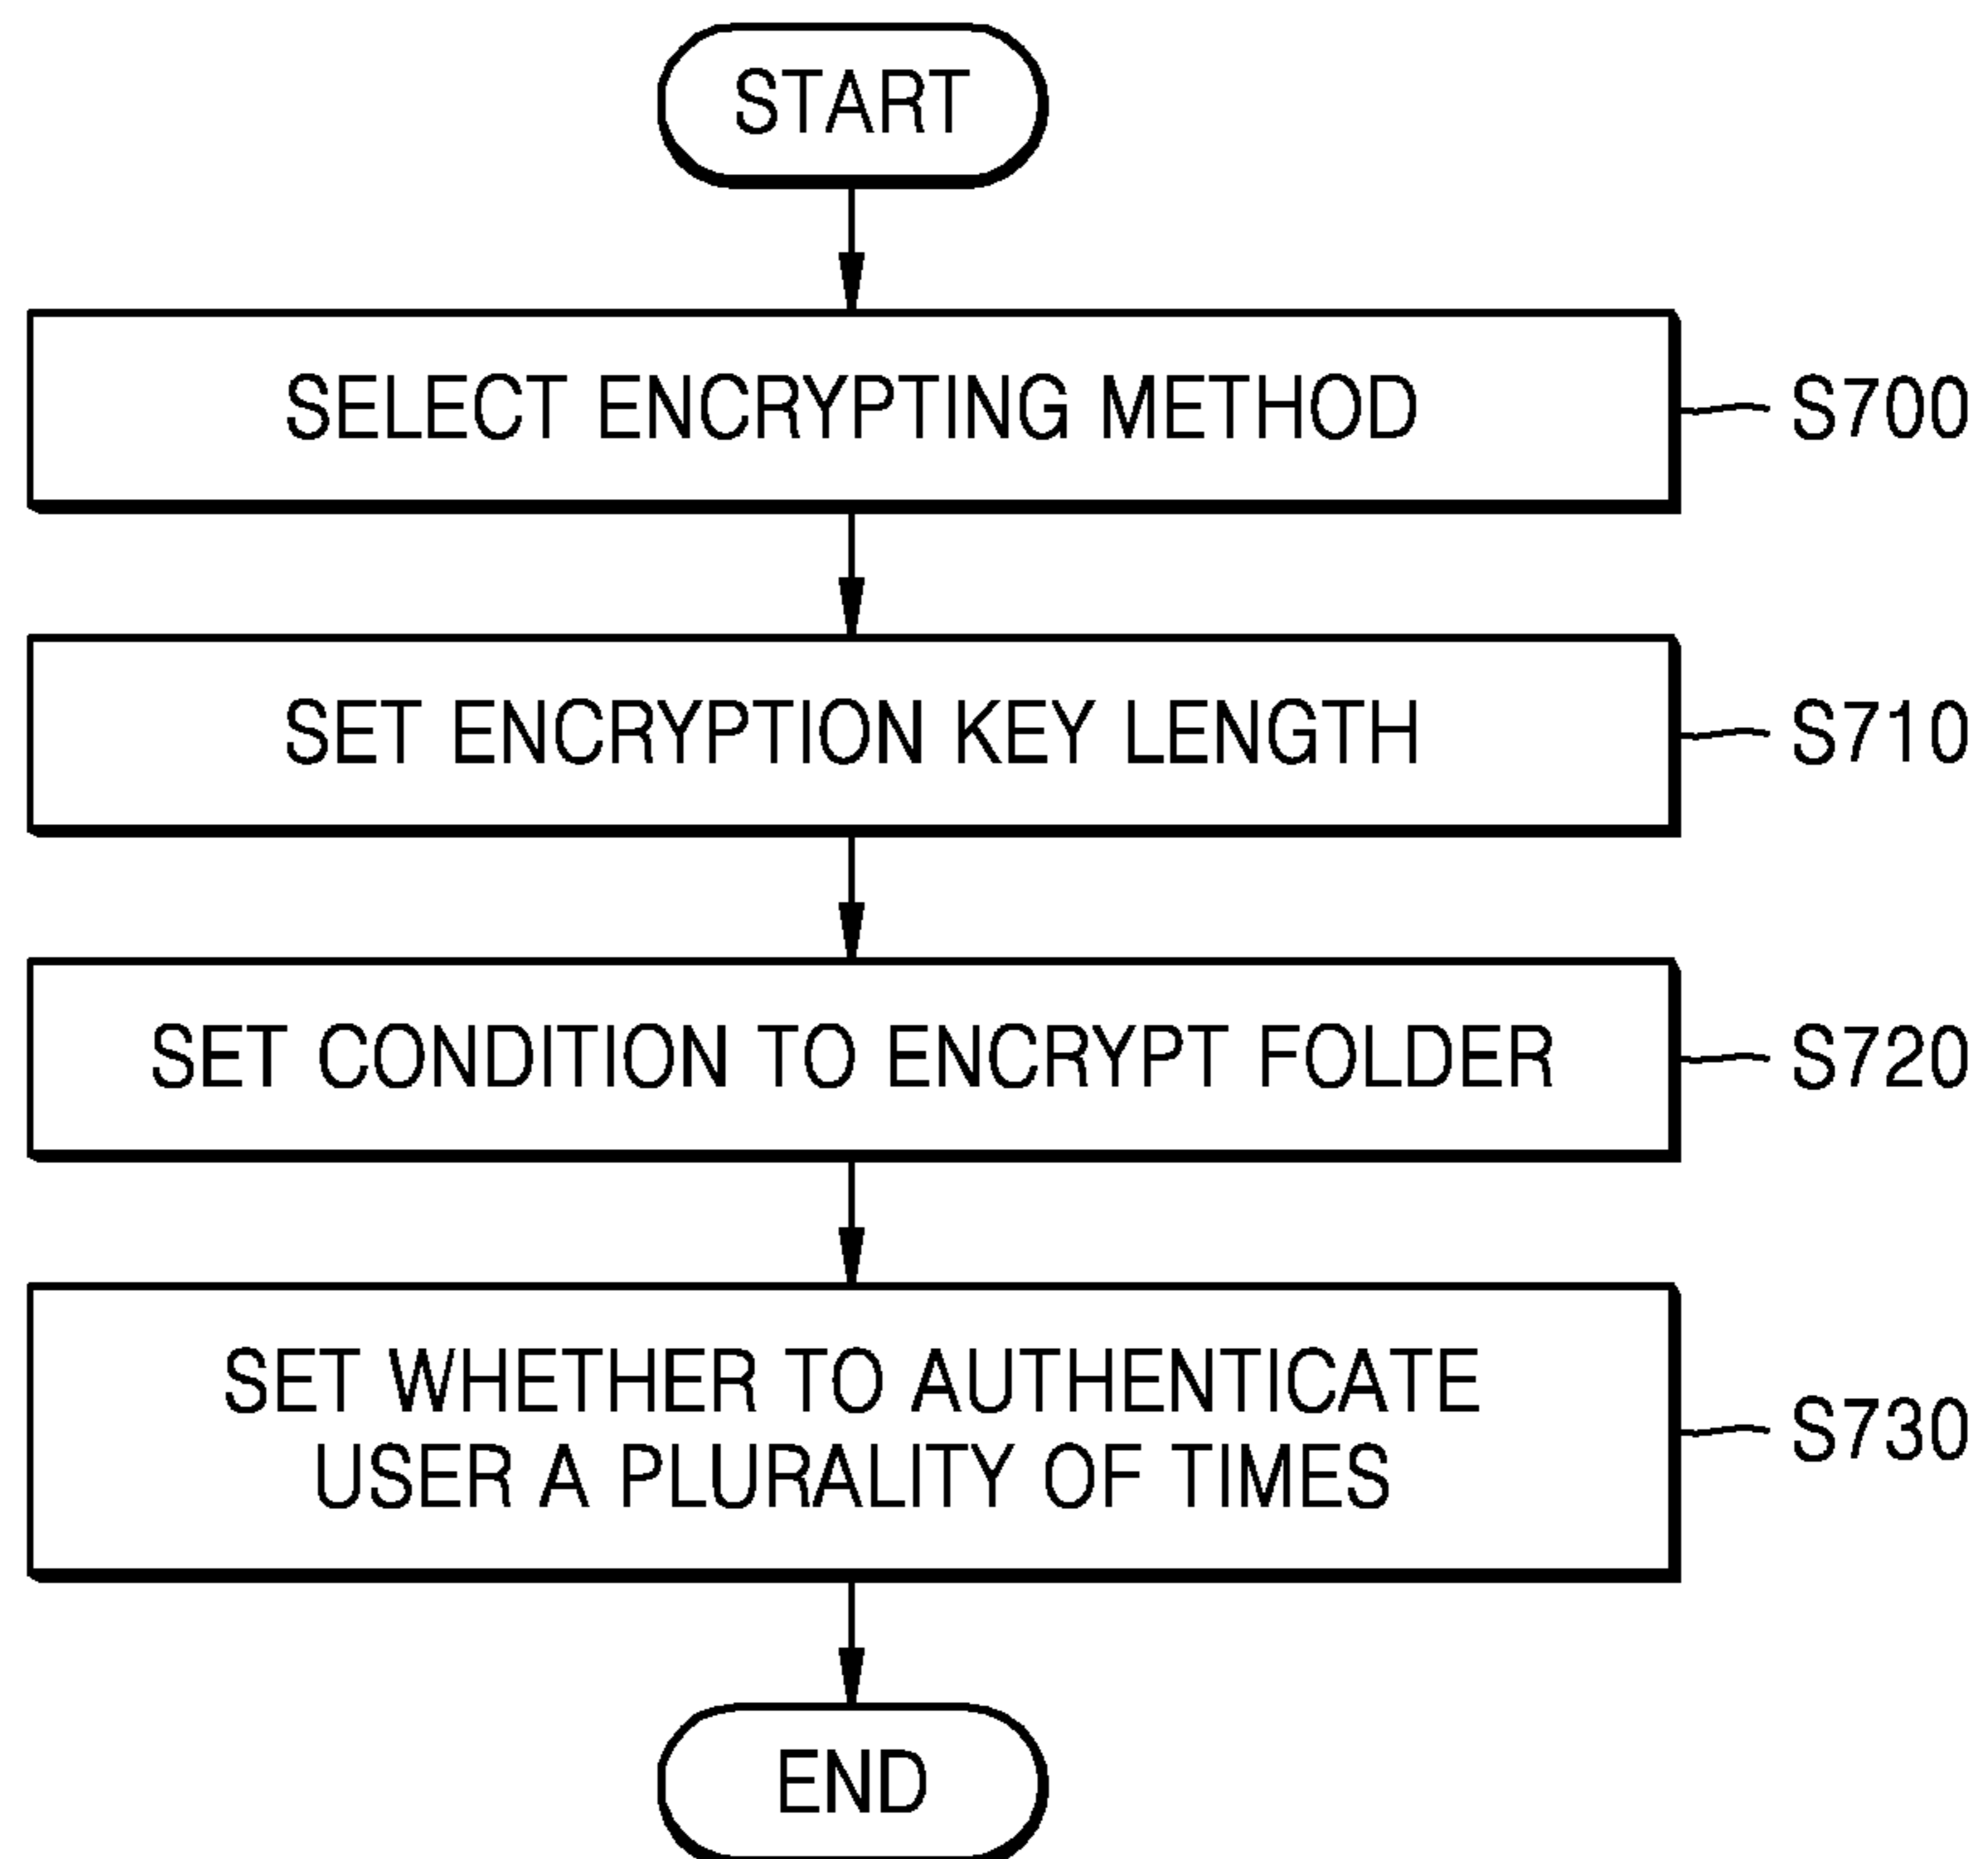 START
SELECT ENCRYPTING METHOD
S700
SET ENCRYPTION KEY LENGTH
S710
SET CONDITION TO ENCRYPT FOLDER
S720
SET WHETHER TO AUTHENTICATE
USER A PLURALITY OF TIMES
S730
END